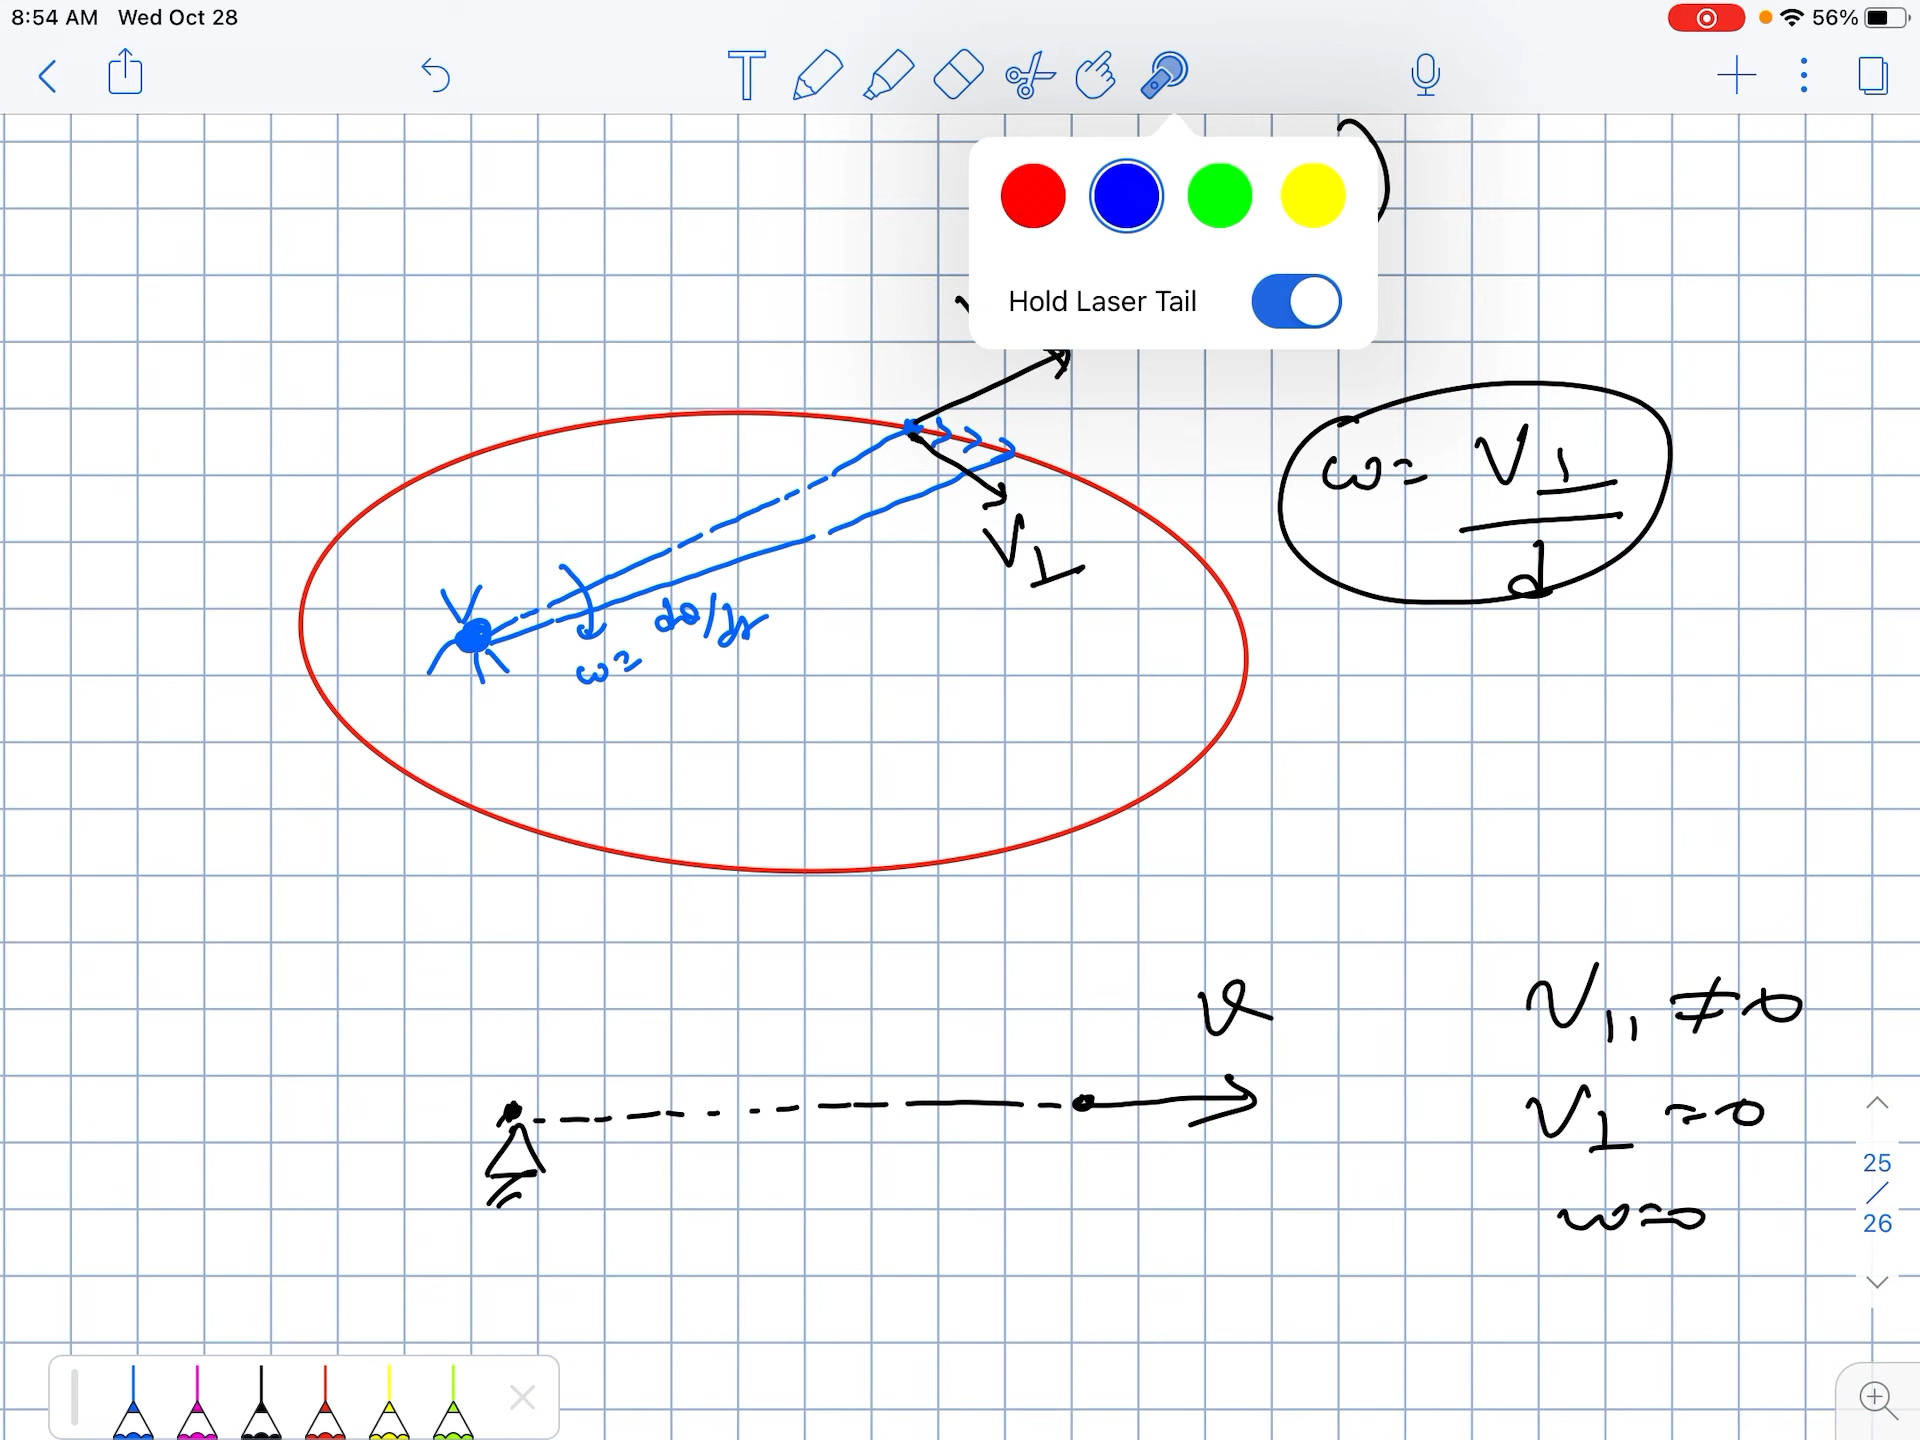 8:54 AM Wed Oct 28
56%
T
Hold Laser Tail
ω = V⊥ / d
V⊥
dθ/dt
ω =
v
V|| ≠ 0
V⊥ = 0
ω = 0
25
/
26